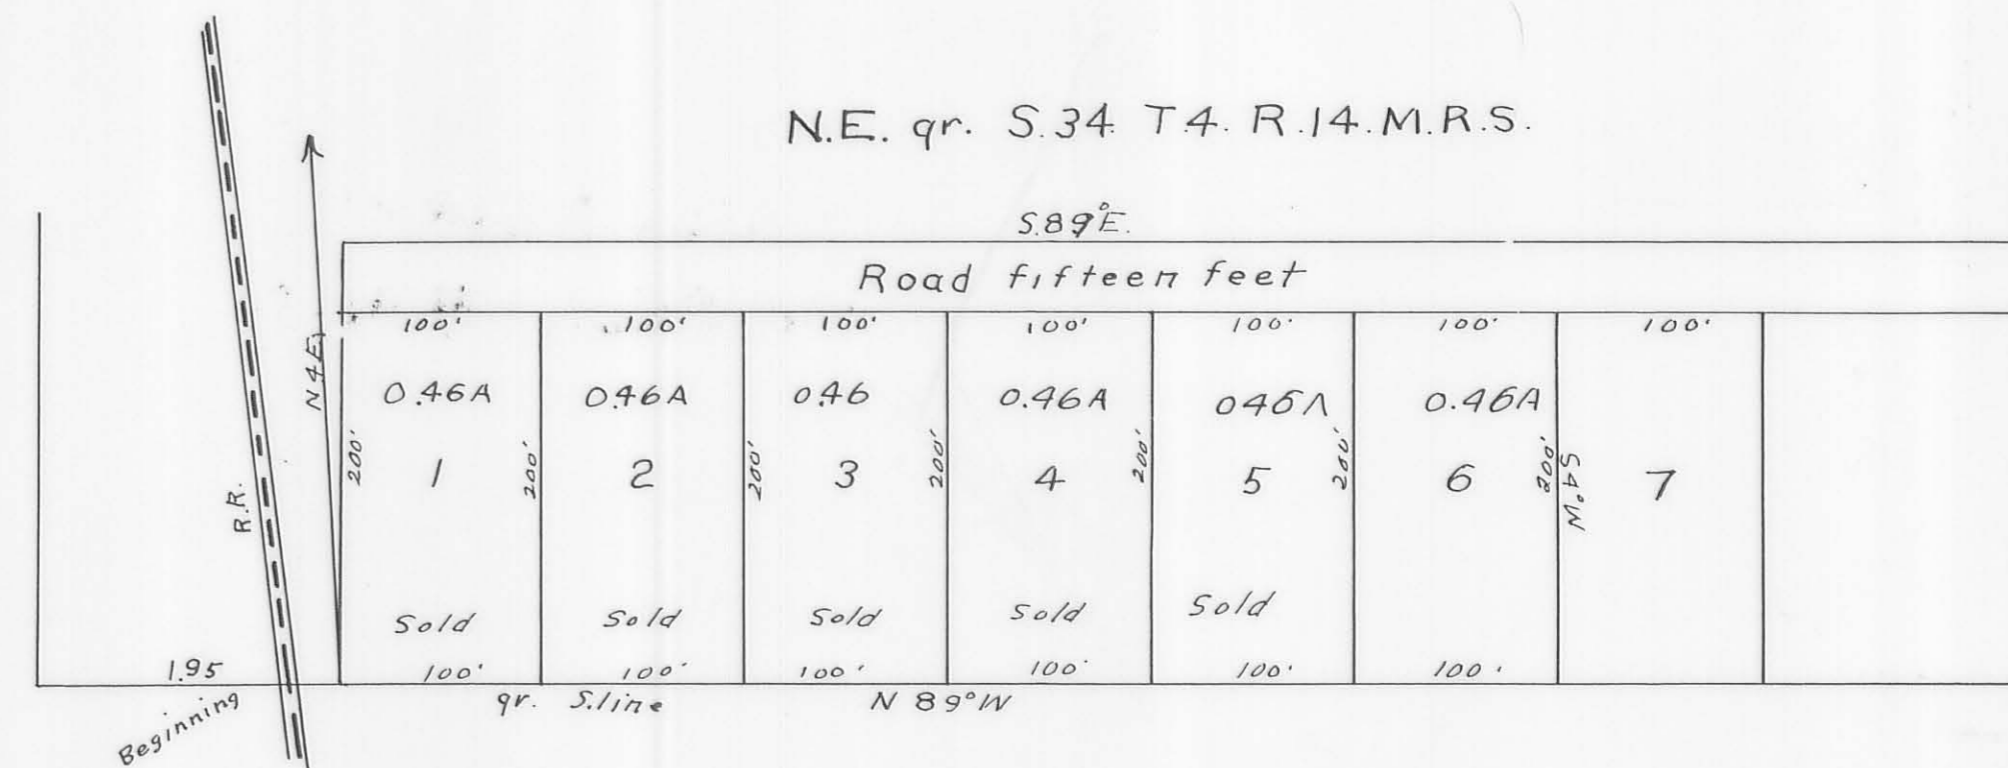 N.E. qr. S.34 T.4. R.14. M.R.S.
S.89°E.
Road fifteen feet
100' 100' 100' 100' 100' 100' 100'
N4E
0.46A 0.46A 0.46 0.46A 0.46A 0.46A
200' 200' 200' 200' 200' 200' 200'
S4°W
1 2 3 4 5 6 7
R.R.
Sold Sold Sold Sold Sold
1.95 100' 100' 100' 100' 100' 100'
Beginning
qr. S.line N 89°W